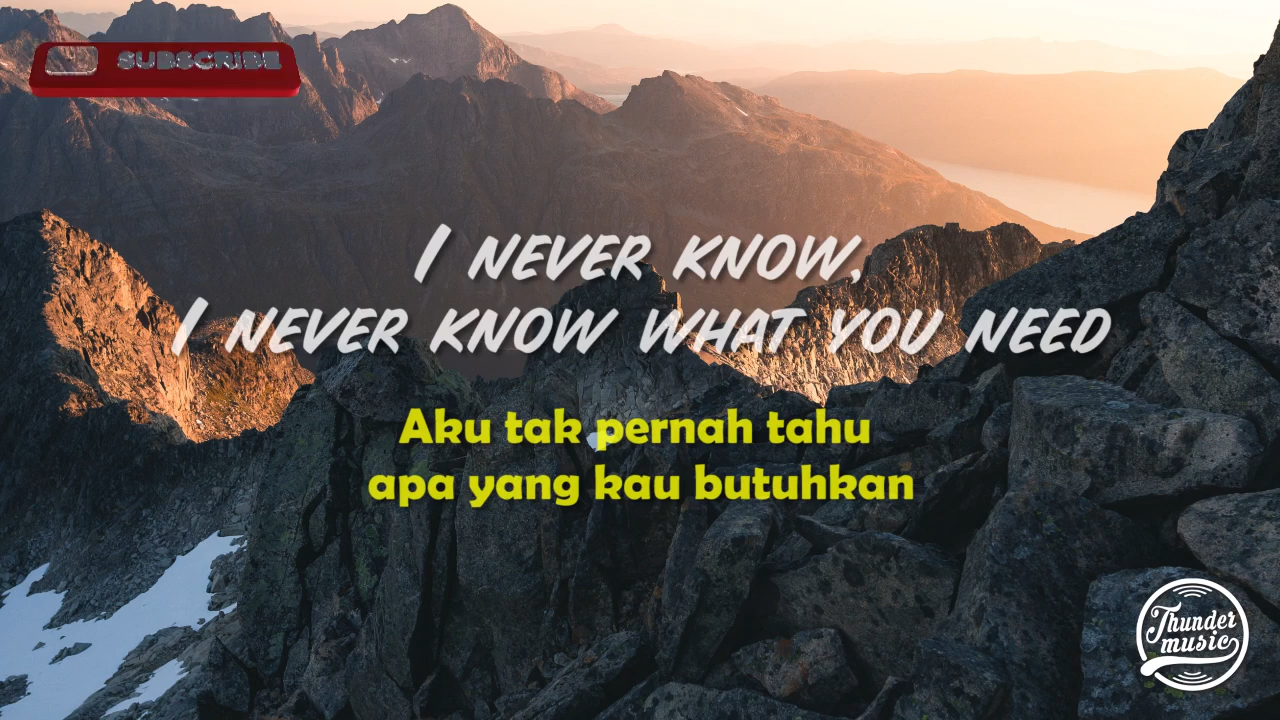 SUBSCRIBE
I NEVER KNOW,
I NEVER KNOW WHAT YOU NEED
Aku tak pernah tahu
apa yang kau butuhkan
Thunder
music